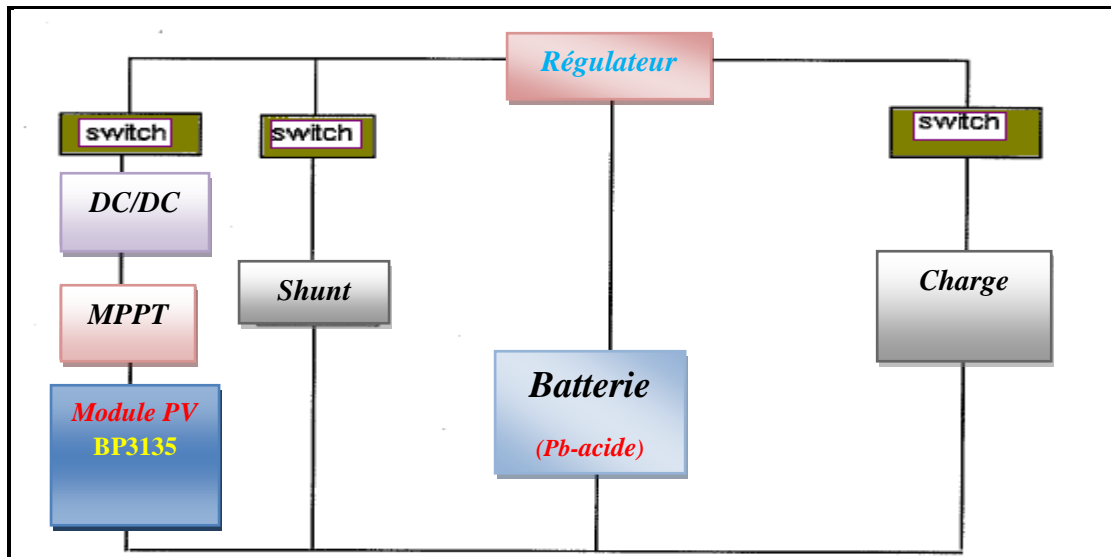 Régulateur
switch
switch
switch
DC/DC
Shunt
Charge
MPPT
Batterie
(Pb-acide)
Module PV
BP3135